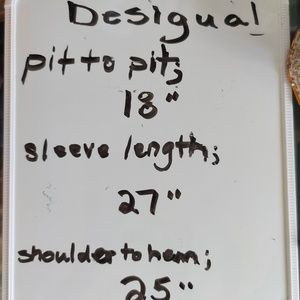 Desigual
pit to pit;
18"
sleeve length;
27"
shoulder to hem;
25"